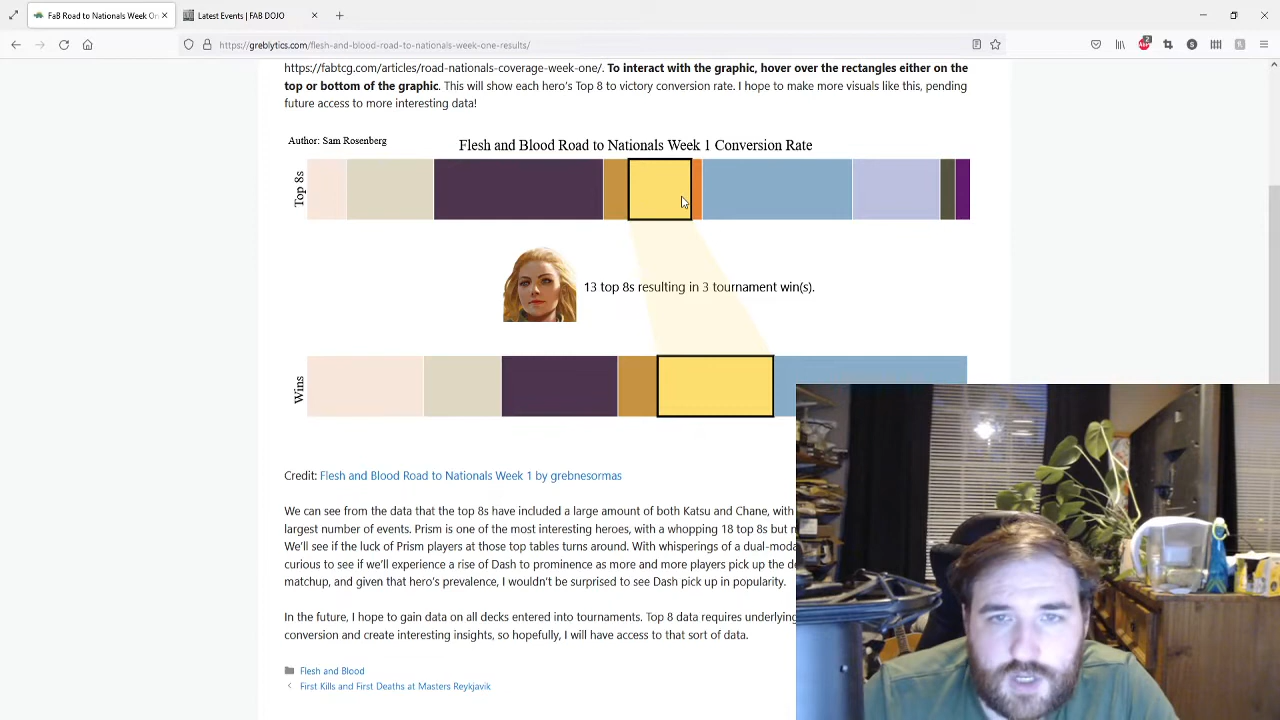 FaB Road to Nationals Week On
Latest Events | FaB DOJO
https://greblytics.com/flesh-and-blood-road-to-nationals-week-one-results/
2
https://fabtcg.com/articles/road-nationals-coverage-week-one/. To interact with the graphic, hover over the rectangles either on the
top or bottom of the graphic. This will show each hero's Top 8 to victory conversion rate. I hope to make more visuals like this, pending
future access to more interesting data!
Author: Sam Rosenberg
Flesh and Blood Road to Nationals Week 1 Conversion Rate
Top 8s
13 top 8s resulting in 3 tournament win(s).
Wins
Credit: Flesh and Blood Road to Nationals Week 1 by grebnesormas
We can see from the data that the top 8s have included a large amount of both Katsu and Chane, with
largest number of events. Prism is one of the most interesting heroes, with a whopping 18 top 8s but
We'll see if the luck of Prism players at those top tables turns around. With whisperings of a dual-moda
curious to see if we'll experience a rise of Dash to prominence as more and more players pick up the
matchup, and given that hero's prevalence, I wouldn't be surprised to see Dash pick up in popularity.
In the future, I hope to gain data on all decks entered into tournaments. Top 8 data requires underlying
conversion and create interesting insights, so hopefully, I will have access to that sort of data.
Flesh and Blood
First Kills and First Deaths at Masters Reykjavik